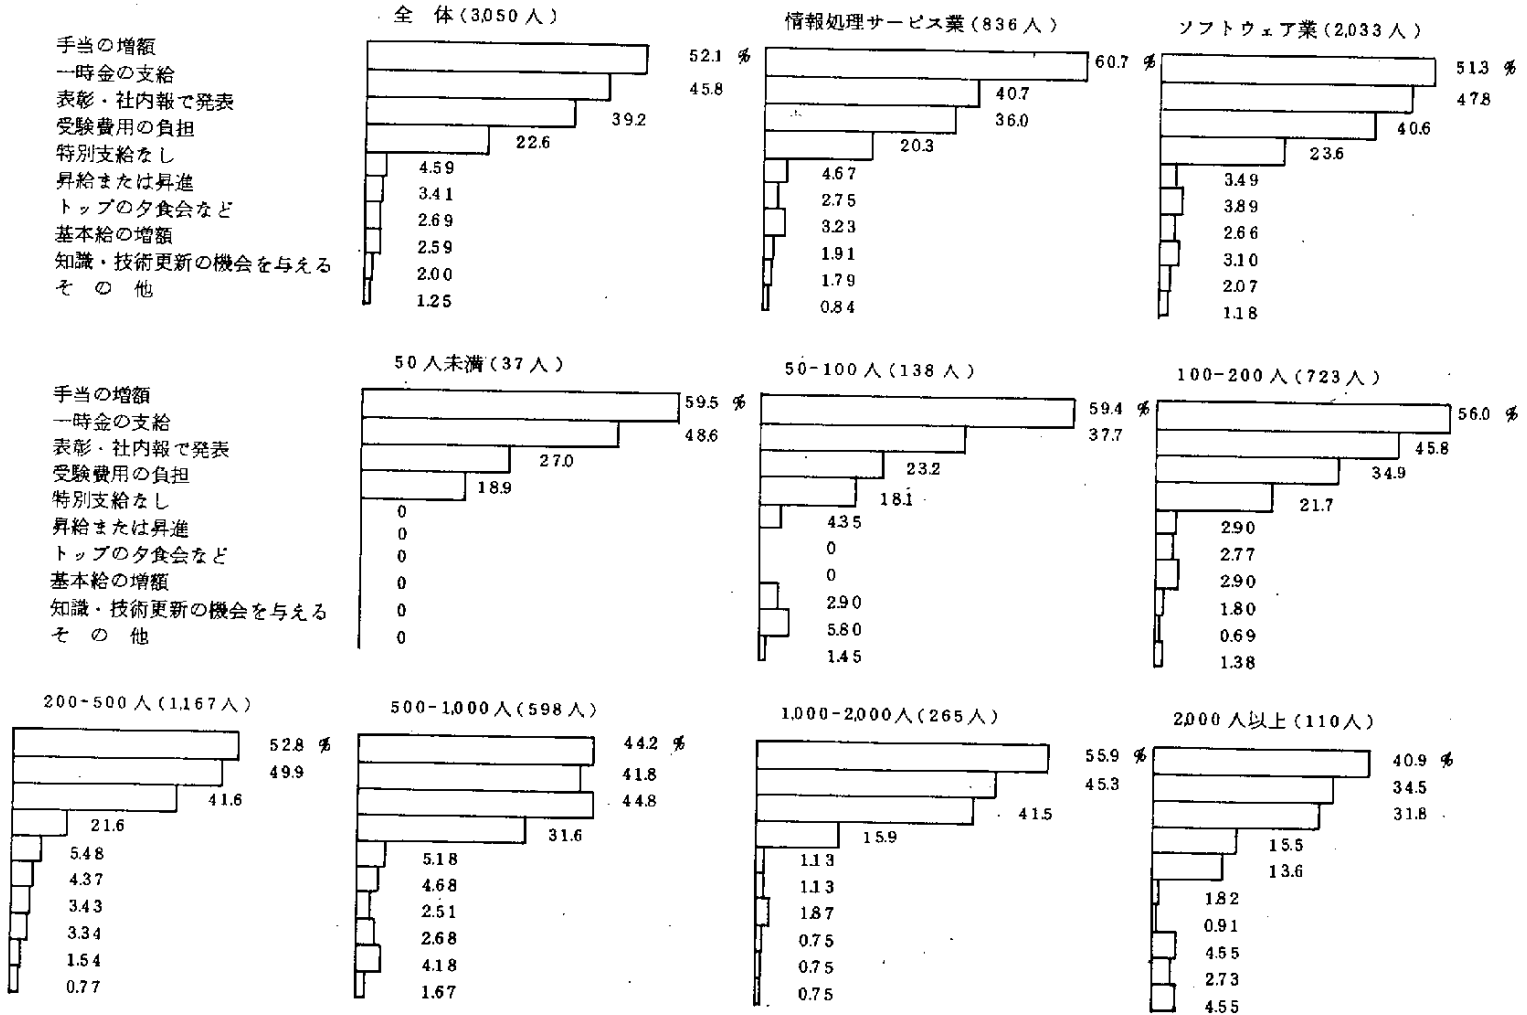 全 体(3,050人)
手当の増額 52.1 %
一時金の支給 45.8
表彰・社内報で発表 39.2
受験費用の負担 22.6
特別支給なし 4.59
昇給または昇進 3.41
トップの夕食会など 2.69
基本給の増額 2.59
知識・技術更新の機会を与える 2.00
そ の 他 1.25
情報処理サービス業(836人)
60.7 %
40.7
36.0
20.3
4.67
2.75
3.23
1.91
1.79
0.84
ソフトウェア業(2,033人)
51.3 %
47.8
40.6
23.6
3.49
3.89
2.66
3.10
2.07
1.18
50人未満(37人)
手当の増額 59.5 %
一時金の支給 48.6
表彰・社内報で発表 27.0
受験費用の負担 18.9
特別支給なし 0
昇給または昇進 0
トップの夕食会など 0
基本給の増額 0
知識・技術更新の機会を与える 0
そ の 他 0
50-100人(138人)
59.4 %
37.7
23.2
18.1
4.35
0
0
2.90
5.80
1.45
100-200人(723人)
56.0 %
45.8
34.9
21.7
2.90
2.77
2.90
1.80
0.69
1.38
200-500人(1,167人)
52.8 %
49.9
41.6
21.6
5.48
4.37
3.43
3.34
1.54
0.77
500-1,000人(598人)
44.2 %
41.8
44.8
31.6
5.18
4.68
2.51
2.68
4.18
1.67
1,000-2,000人(265人)
55.9 %
45.3
41.5
15.9
1.13
1.13
1.87
0.75
0.75
0.75
2,000人以上(110人)
40.9 %
34.5
31.8
15.5
13.6
1.82
0.91
4.55
2.73
4.55